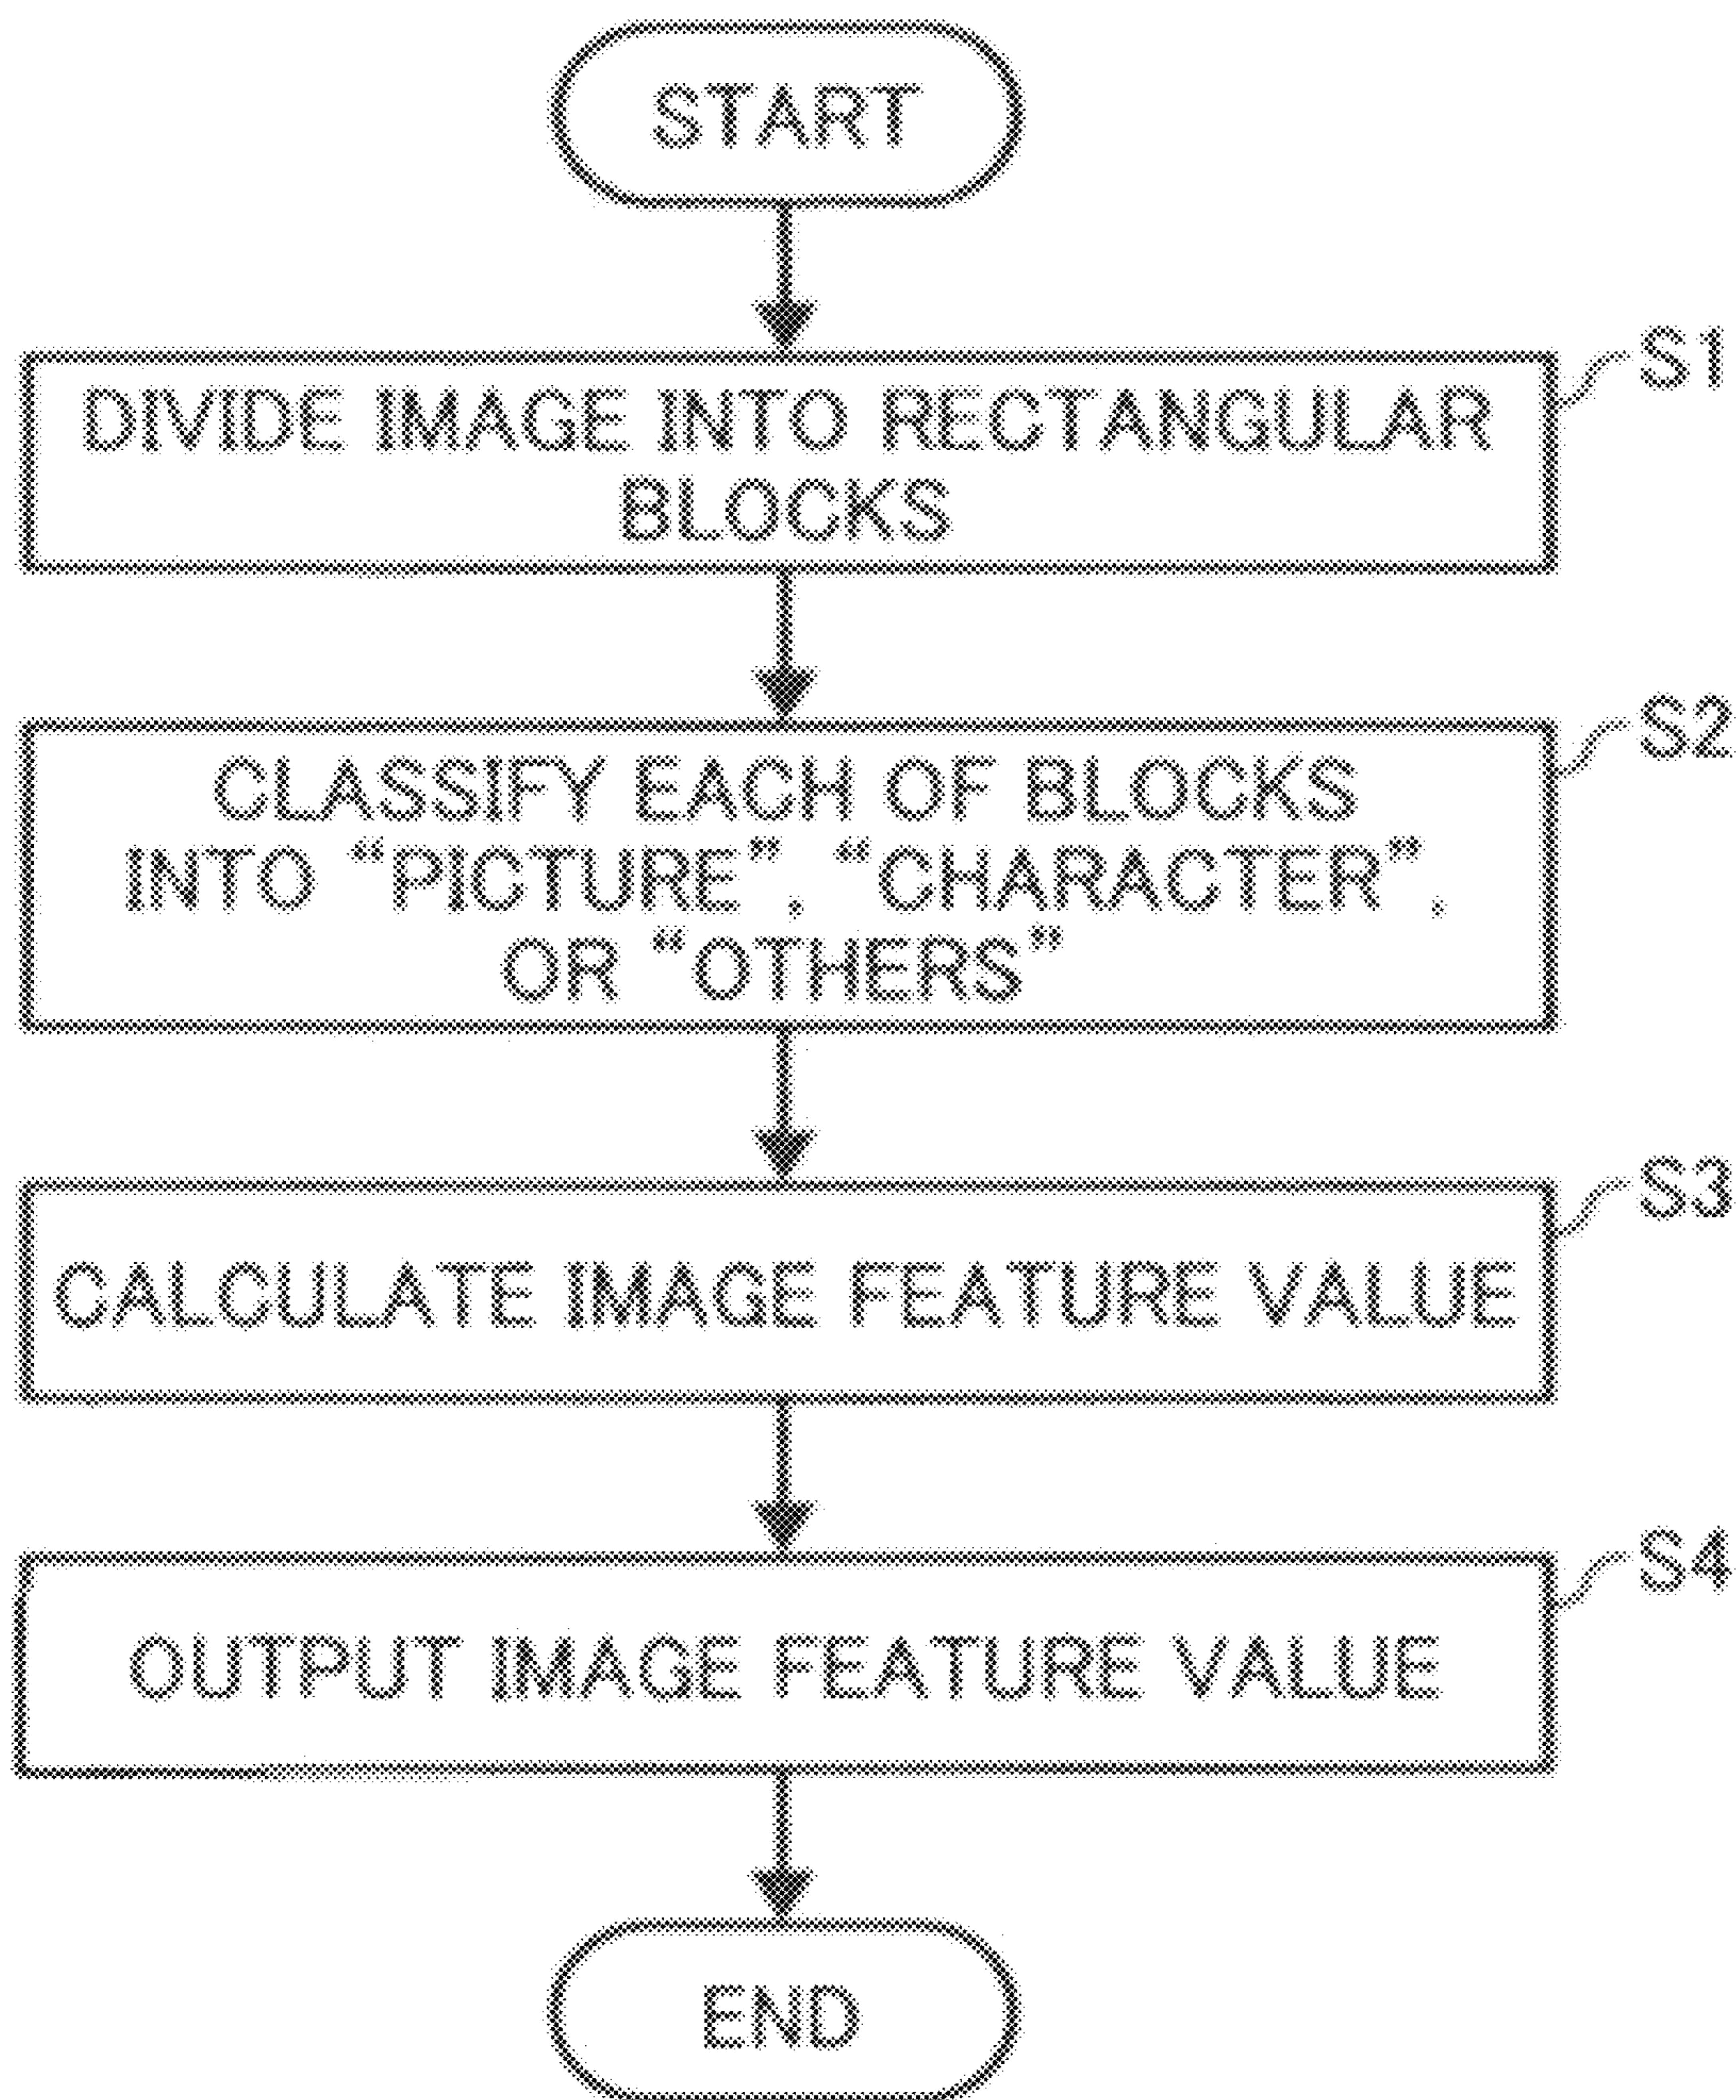 START
S1
DIVIDE IMAGE INTO RECTANGULAR
BLOCKS
S2
CLASSIFY EACH OF BLOCKS
INTO “PICTURE”, “CHARACTER”,
OR “OTHERS”
S3
CALCULATE IMAGE FEATURE VALUE
S4
OUTPUT IMAGE FEATURE VALUE
END